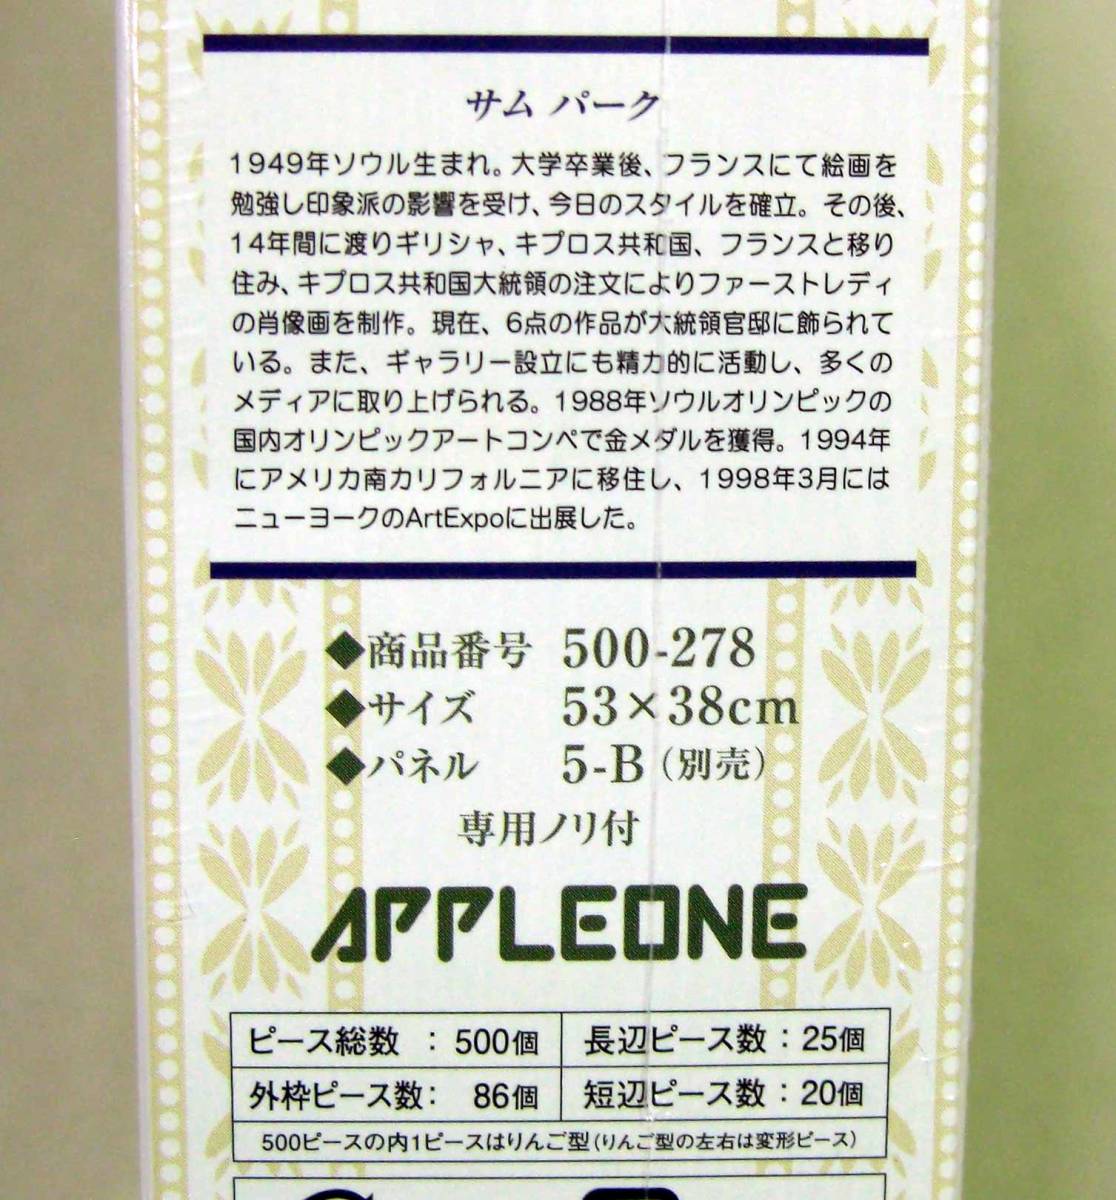 サム パーク
1949年ソウル生まれ。大学卒業後、フランスにて絵画を
勉強し印象派の影響を受け、今日のスタイルを確立。その後、
14年間に渡りギリシャ、キプロス共和国、フランスと移り
住み、キプロス共和国大統領の注文によりファーストレディ
の肖像画を制作。現在、6点の作品が大統領官邸に飾られて
いる。また、ギャラリー設立にも精力的に活動し、多くの
メディアに取り上げられる。1988年ソウルオリンピックの
国内オリンピックアートコンペで金メダルを獲得。1994年
にアメリカ南カリフォルニアに移住し、1998年3月には
ニューヨークのArtExpoに出展した。
◆商品番号 500-278
◆サイズ 53×38cm
◆パネル 5-B（別売）
専用ノリ付
APPLEONE
ピース総数 : 500個 長辺ピース数 : 25個
外枠ピース数: 86個 短辺ピース数 : 20個
500ピースの内1ピースはりんご型(りんご型の左右は変形ピース)